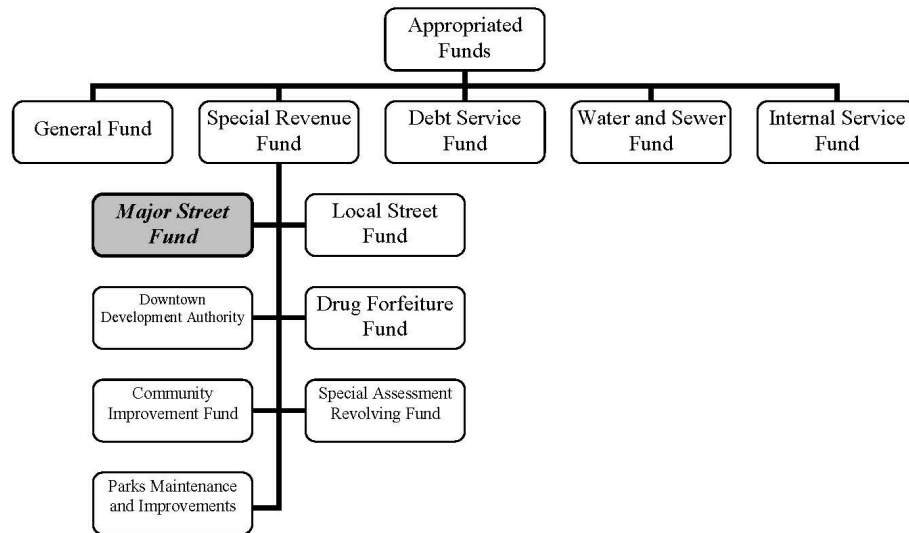 Appropriated
Funds
General Fund
Special Revenue
Fund
Debt Service
Fund
Water and Sewer
Fund
Internal Service
Fund
Major Street
Fund
Local Street
Fund
Downtown
Development Authority
Drug Forfeiture
Fund
Community
Improvement Fund
Special Assessment
Revolving Fund
Parks Maintenance
and Improvements